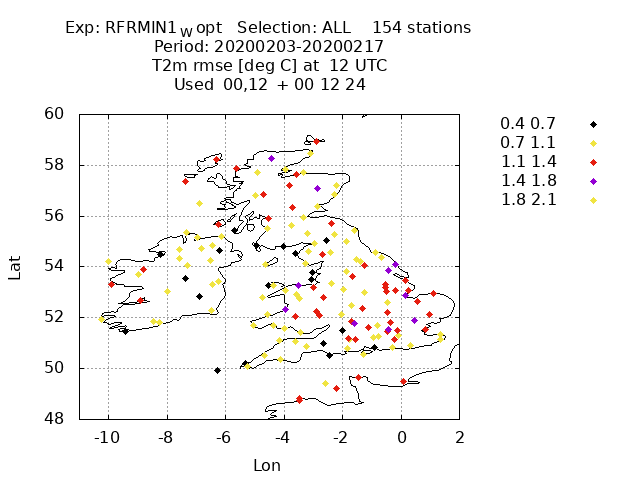 Exp: RFRMIN1_W opt Selection: ALL 154 stations
Period: 20200203-20200217
T2m rmse [deg C] at 12 UTC
Used 00,12 + 00 12 24
60
58
56
54
52
50
48
Lat
-10 -8 -6 -4 -2 0 2
Lon
0.4 0.7
0.7 1.1
1.1 1.4
1.4 1.8
1.8 2.1